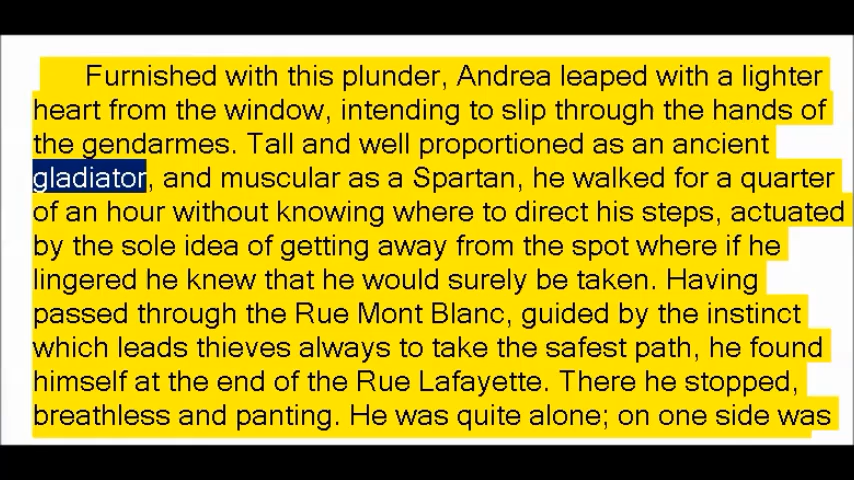 Furnished with this plunder, Andrea leaped with a lighter
heart from the window, intending to slip through the hands of
the gendarmes. Tall and well proportioned as an ancient
gladiator, and muscular as a Spartan, he walked for a quarter
of an hour without knowing where to direct his steps, actuated
by the sole idea of getting away from the spot where if he
lingered he knew that he would surely be taken. Having
passed through the Rue Mont Blanc, guided by the instinct
which leads thieves always to take the safest path, he found
himself at the end of the Rue Lafayette. There he stopped,
breathless and panting. He was quite alone; on one side was